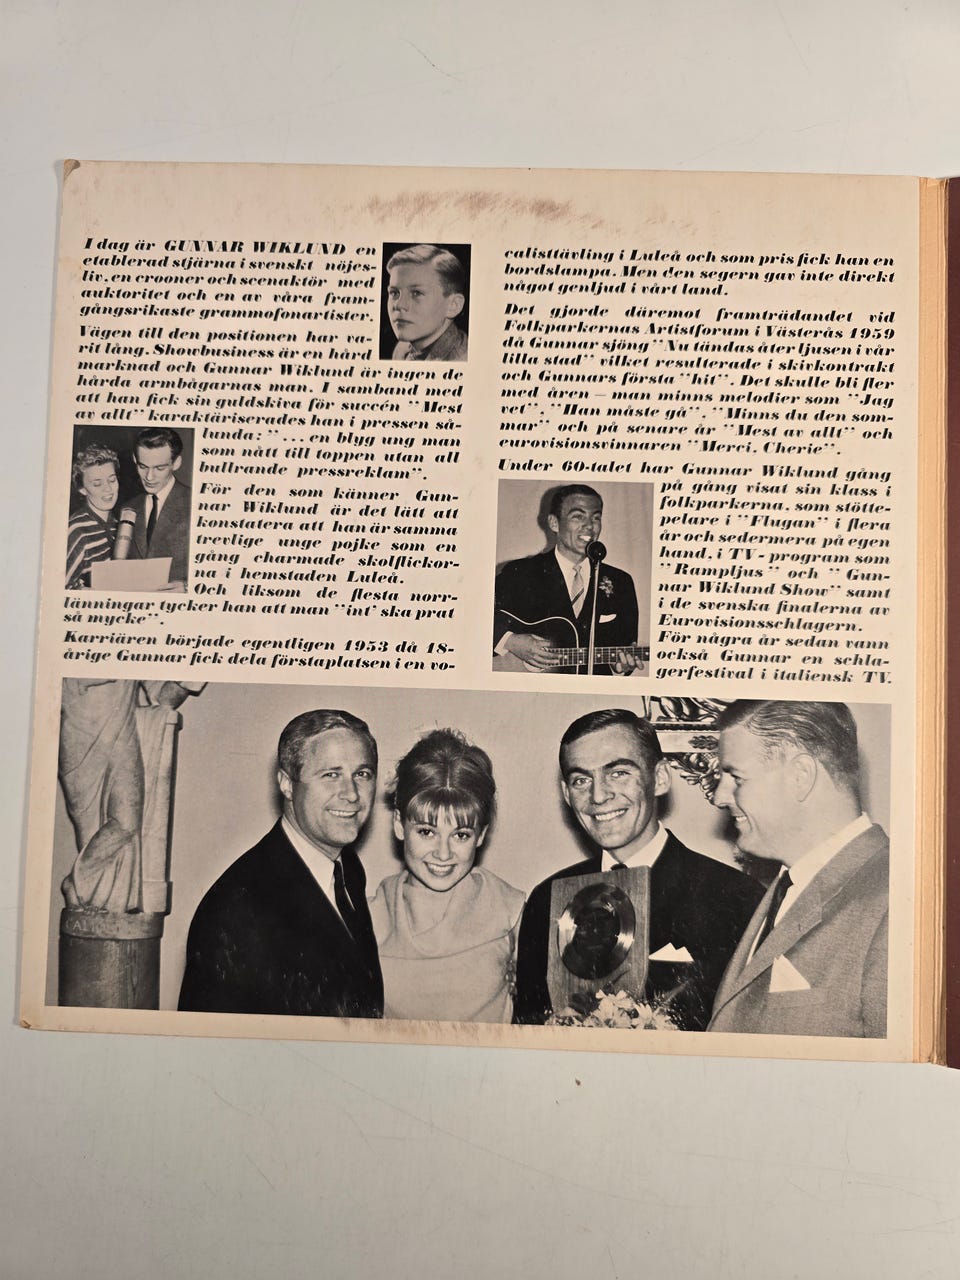 I dag är GUNNAR WIKLUND en
etablerad stjärna i svenskt nöjes-
liv, en crooner och scenaktör med
auktoritet och en av våra fram-
gångsrikaste grammofonartister.
Vägen till den positionen har va-
rit lång. Showbusiness är en hård
marknad och Gunnar Wiklund är ingen de
hårda armbågarnas man. I samband med
att han fick sin guldskiva för succén "Mest
av allt" karaktäriserades han i pressen så-
lunda: "... en blyg ung man
som nått till toppen utan all
bullrande pressreklam".
För den som känner Gun-
nar Wiklund är det lätt att
konstatera att han är samma
trevlige unge pojke som en
gång charmade skolflickor-
na i hemstaden Luleå.
Och liksom de flesta norr-
länningar tycker han att man "int' ska prat
så mycke".
Karriären började egentligen 1953 då 18-
årige Gunnar fick dela förstaplatsen i en vo-
calisttävling i Luleå och som pris fick han en
bordslampa. Men den segern gav inte direkt
något genljud i vårt land.
Det gjorde däremot framträdandet vid
Folkparkernas Artistforum i Västerås 1959
då Gunnar sjöng "Nu tändas åter ljusen i vår
lilla stad" vilket resulterade i skivkontrakt
och Gunnars första "hit". Det skulle bli fler
med åren – man minns melodier som "Jag
vet", "Han måste gå", "Minns du den som-
mar" och på senare år "Mest av allt" och
eurovisionsvinnaren "Merci, Cherie".
Under 60-talet har Gunnar Wiklund gång
på gång visat sin klass i
folkparkerna, som stötte-
pelare i "Flugan" i flera
år och sedermera på egen
hand, i TV-program som
"Rampljus" och "Gun-
nar Wiklund Show" samt
i de svenska finalerna av
Eurovisionsschlagern.
För några år sedan vann
också Gunnar en schla-
gerfestival i italiensk TV.